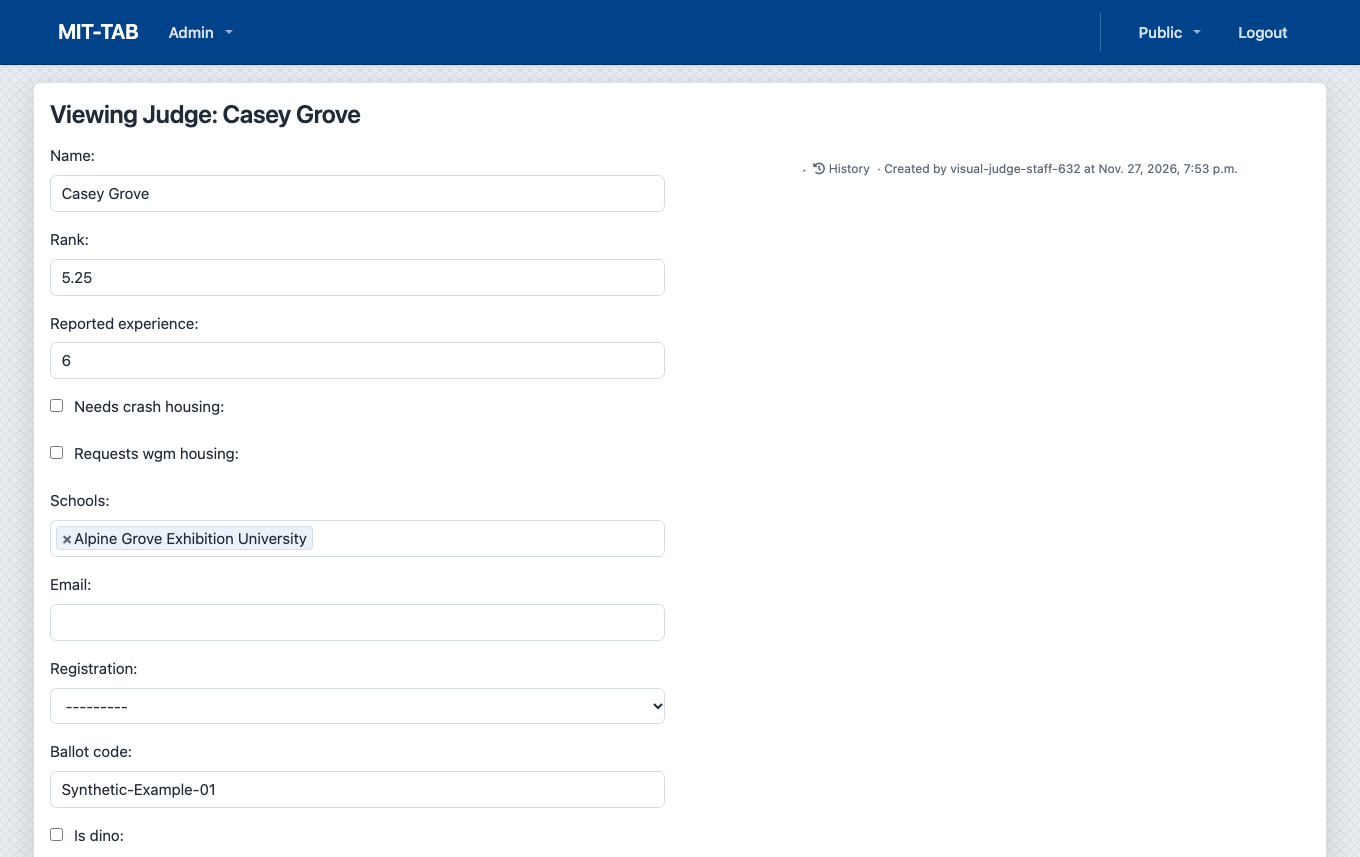 MIT-TAB Admin Public Logout
Viewing Judge: Casey Grove
Name:
· History · Created by visual-judge-staff-632 at Nov. 27, 2026, 7:53 p.m.
Casey Grove
Rank:
5.25
Reported experience:
6
Needs crash housing:
Requests wgm housing:
Schools:
×Alpine Grove Exhibition University
Email:
Registration:
---------
Ballot code:
Synthetic-Example-01
Is dino: